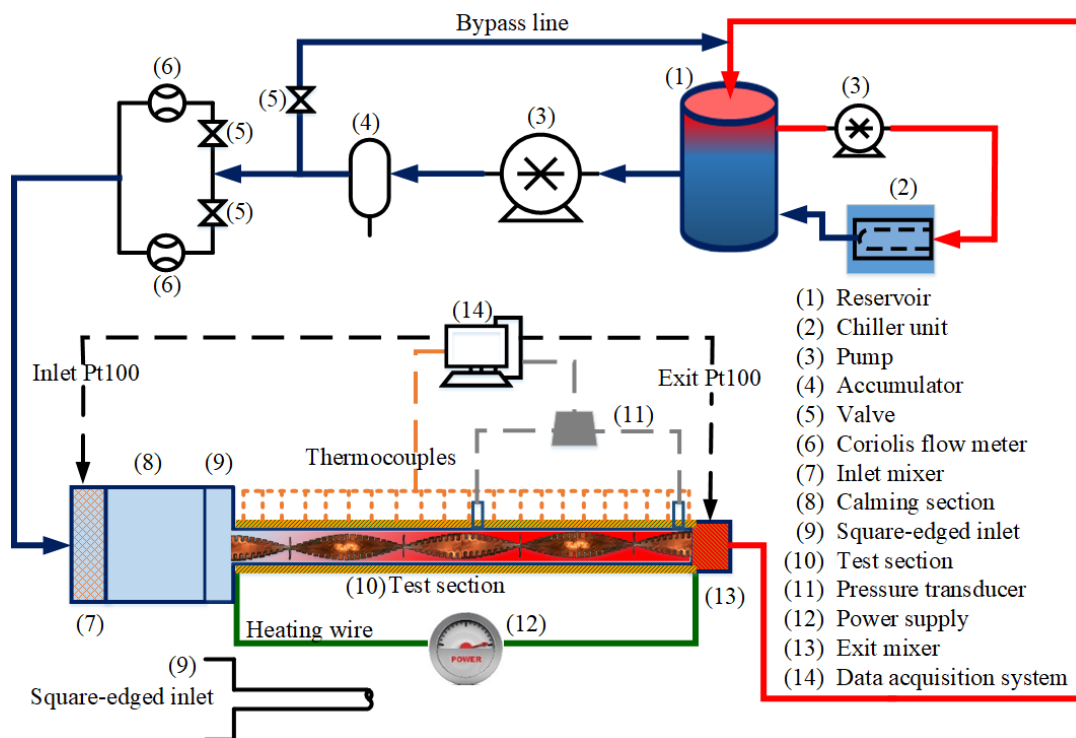 Bypass line
(6)
(1)
(3)
(5)
(4)
(3)
(5)
(5)
(2)
(6)
(14)
Inlet Pt100
Exit Pt100
(11)
Thermocouples
(8)
(9)
(10) Test section
(7)
(13)
Heating wire
(12)
POWER
(9)
Square-edged inlet
(1) Reservoir
(2) Chiller unit
(3) Pump
(4) Accumulator
(5) Valve
(6) Coriolis flow meter
(7) Inlet mixer
(8) Calming section
(9) Square-edged inlet
(10) Test section
(11) Pressure transducer
(12) Power supply
(13) Exit mixer
(14) Data acquisition system